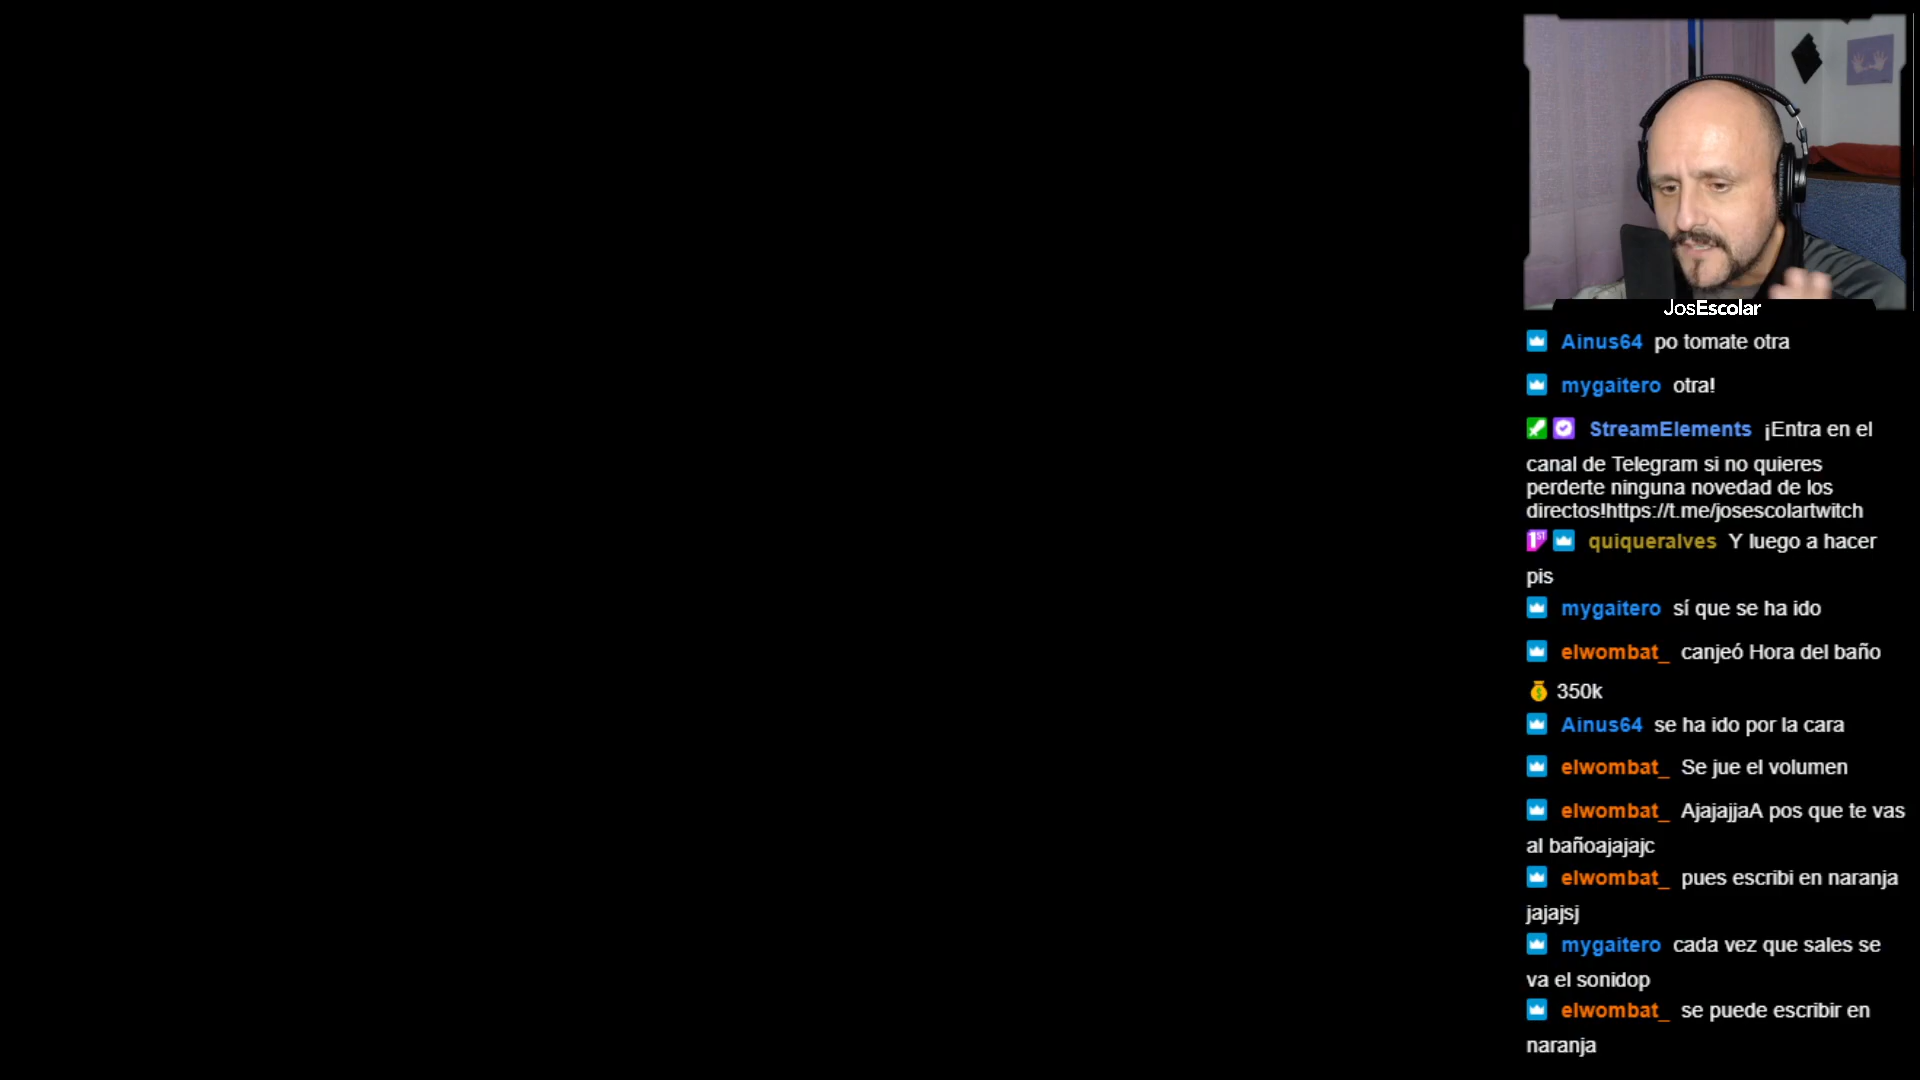 JosEscolar
Ainus64 po tomate otra
mygaitero otra!
StreamElements ¡Entra en el
canal de Telegram si no quieres
perderte ninguna novedad de los
directos!https://t.me/josescolartwitch
1ST quiqueralves Y luego a hacer
pis
mygaitero sí que se ha ido
elwombat_ canjeó Hora del baño
350k
Ainus64 se ha ido por la cara
elwombat_ Se jue el volumen
elwombat_ AjajajjaA pos que te vas
al bañoajajajc
elwombat_ pues escribi en naranja
jajajsj
mygaitero cada vez que sales se
va el sonidop
elwombat_ se puede escribir en
naranja